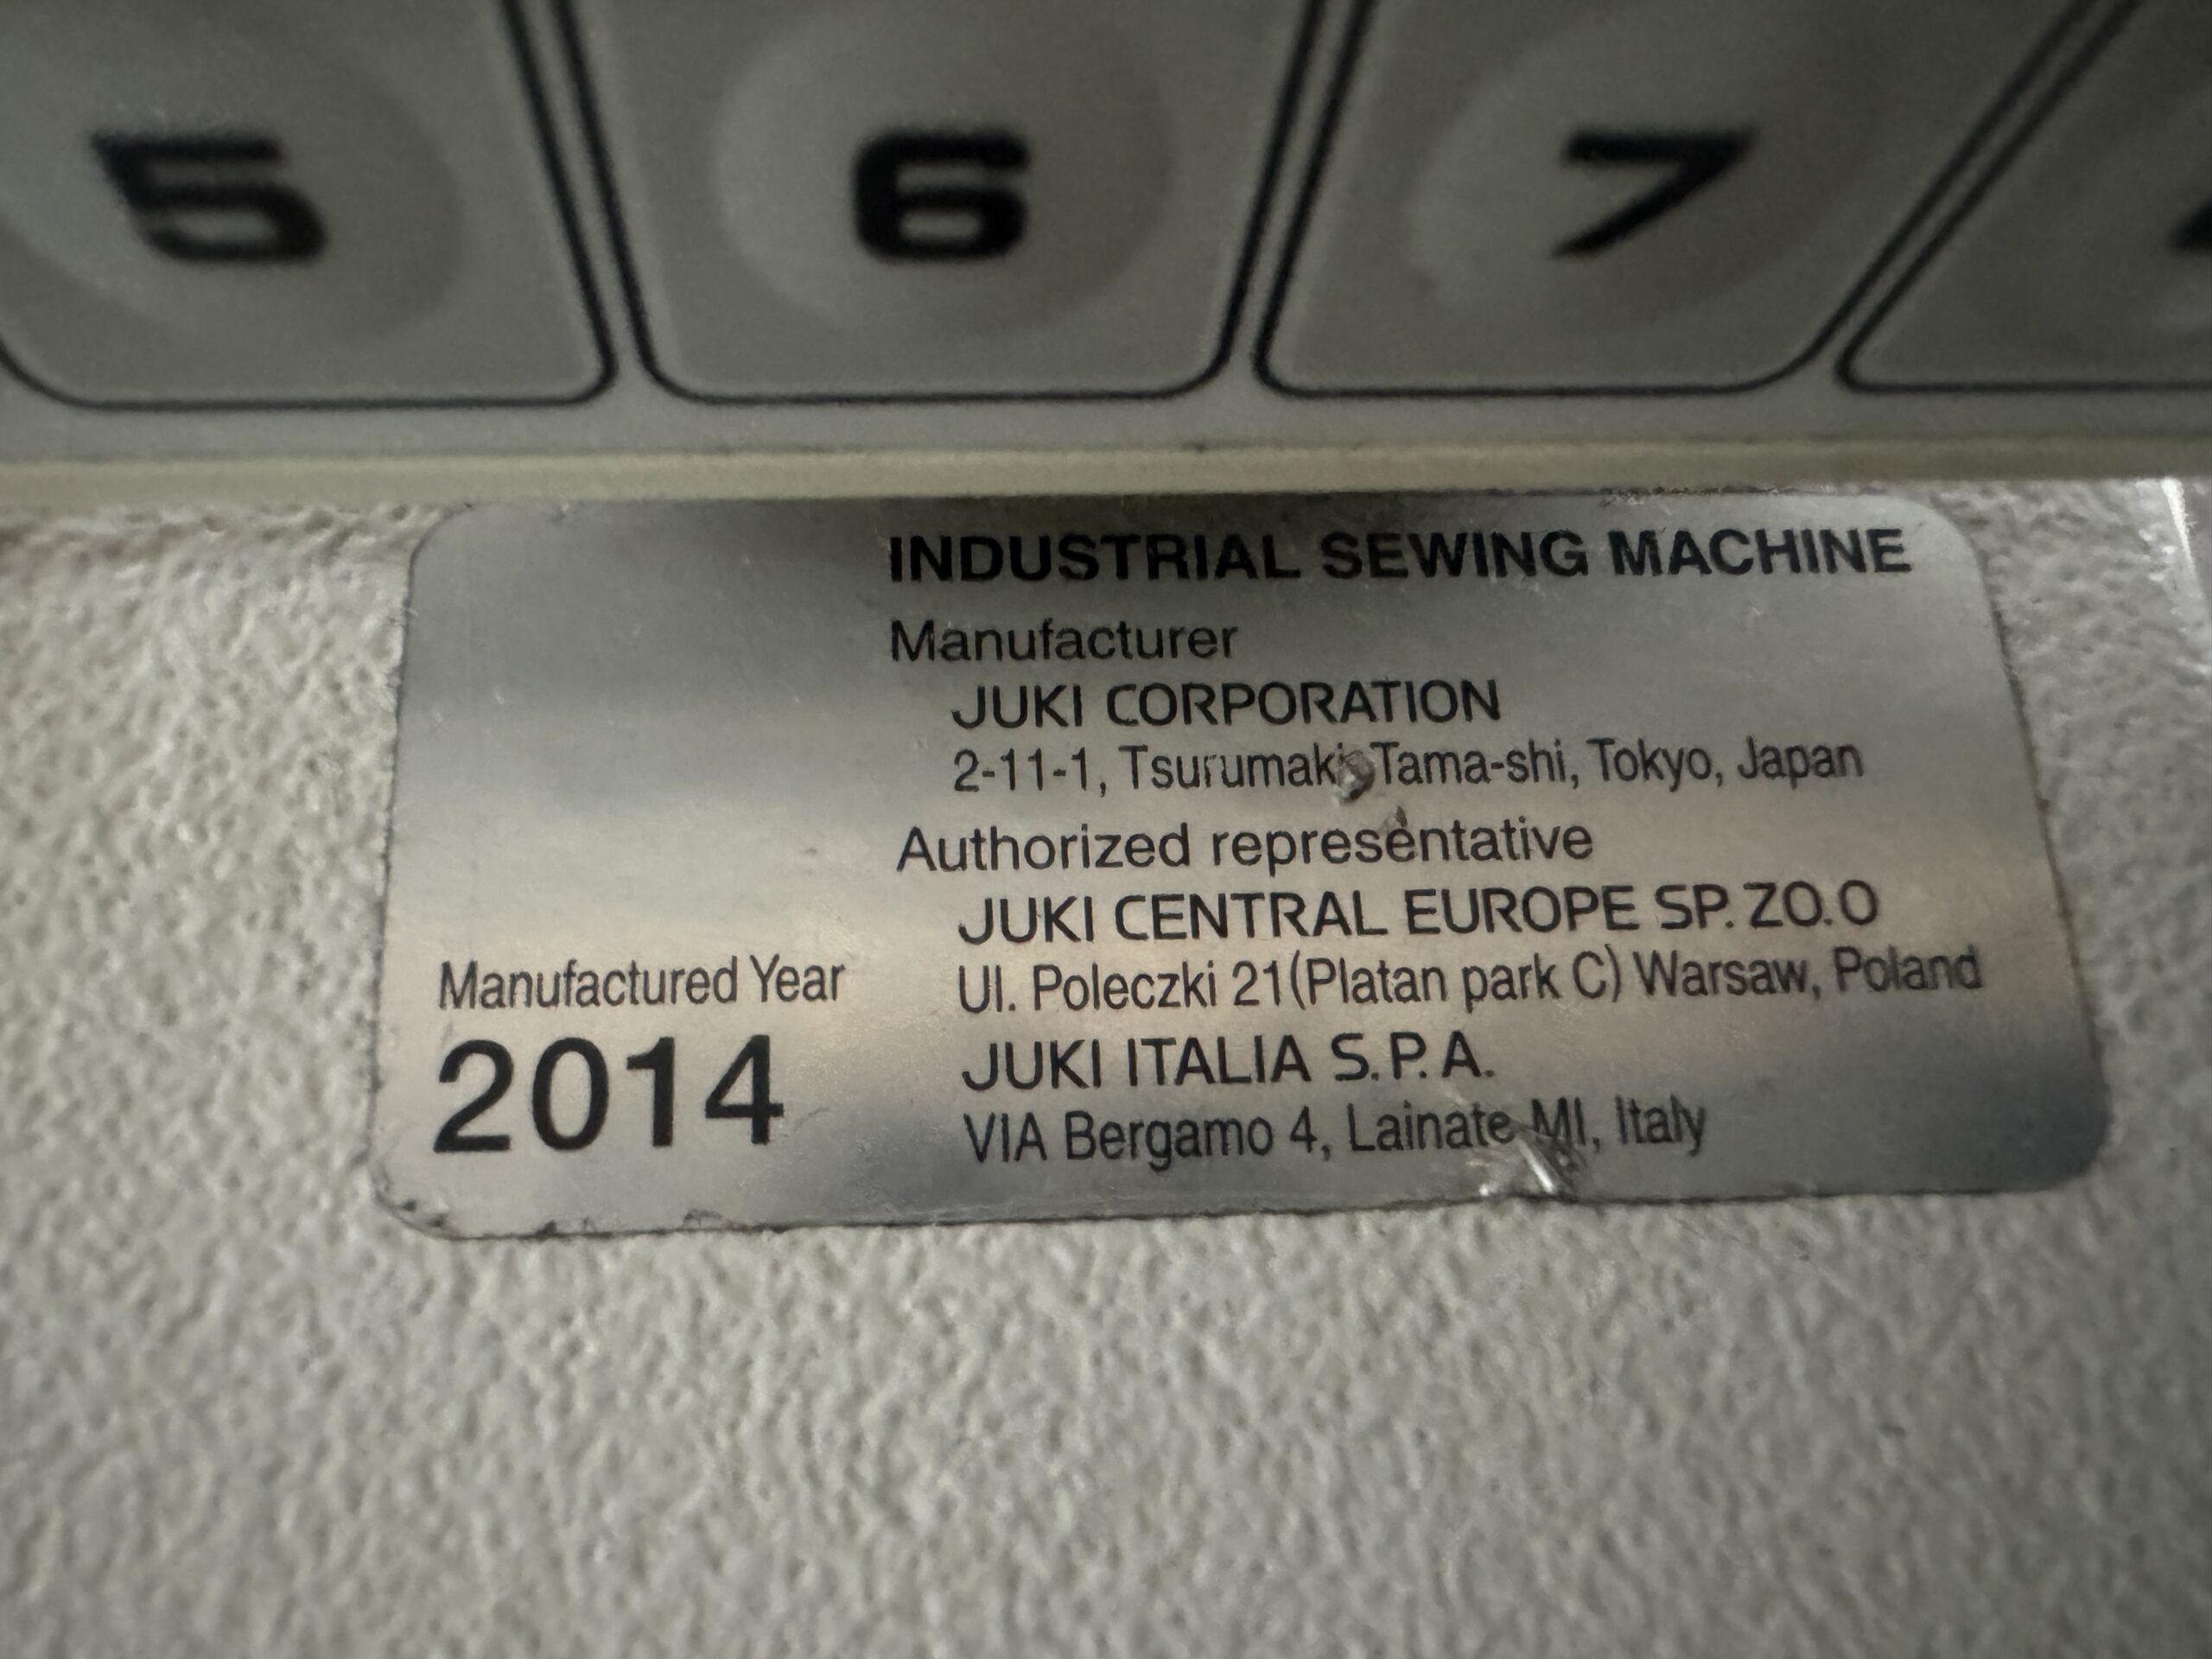 5 6 7
INDUSTRIAL SEWING MACHINE
Manufacturer
JUKI CORPORATION
2-11-1, Tsurumaki, Tama-shi, Tokyo, Japan
Authorized representative
JUKI CENTRAL EUROPE SP. ZO.O
Ul. Poleczki 21(Platan park C) Warsaw, Poland
JUKI ITALIA S.P.A.
VIA Bergamo 4, Lainate MI, Italy
Manufactured Year
2014